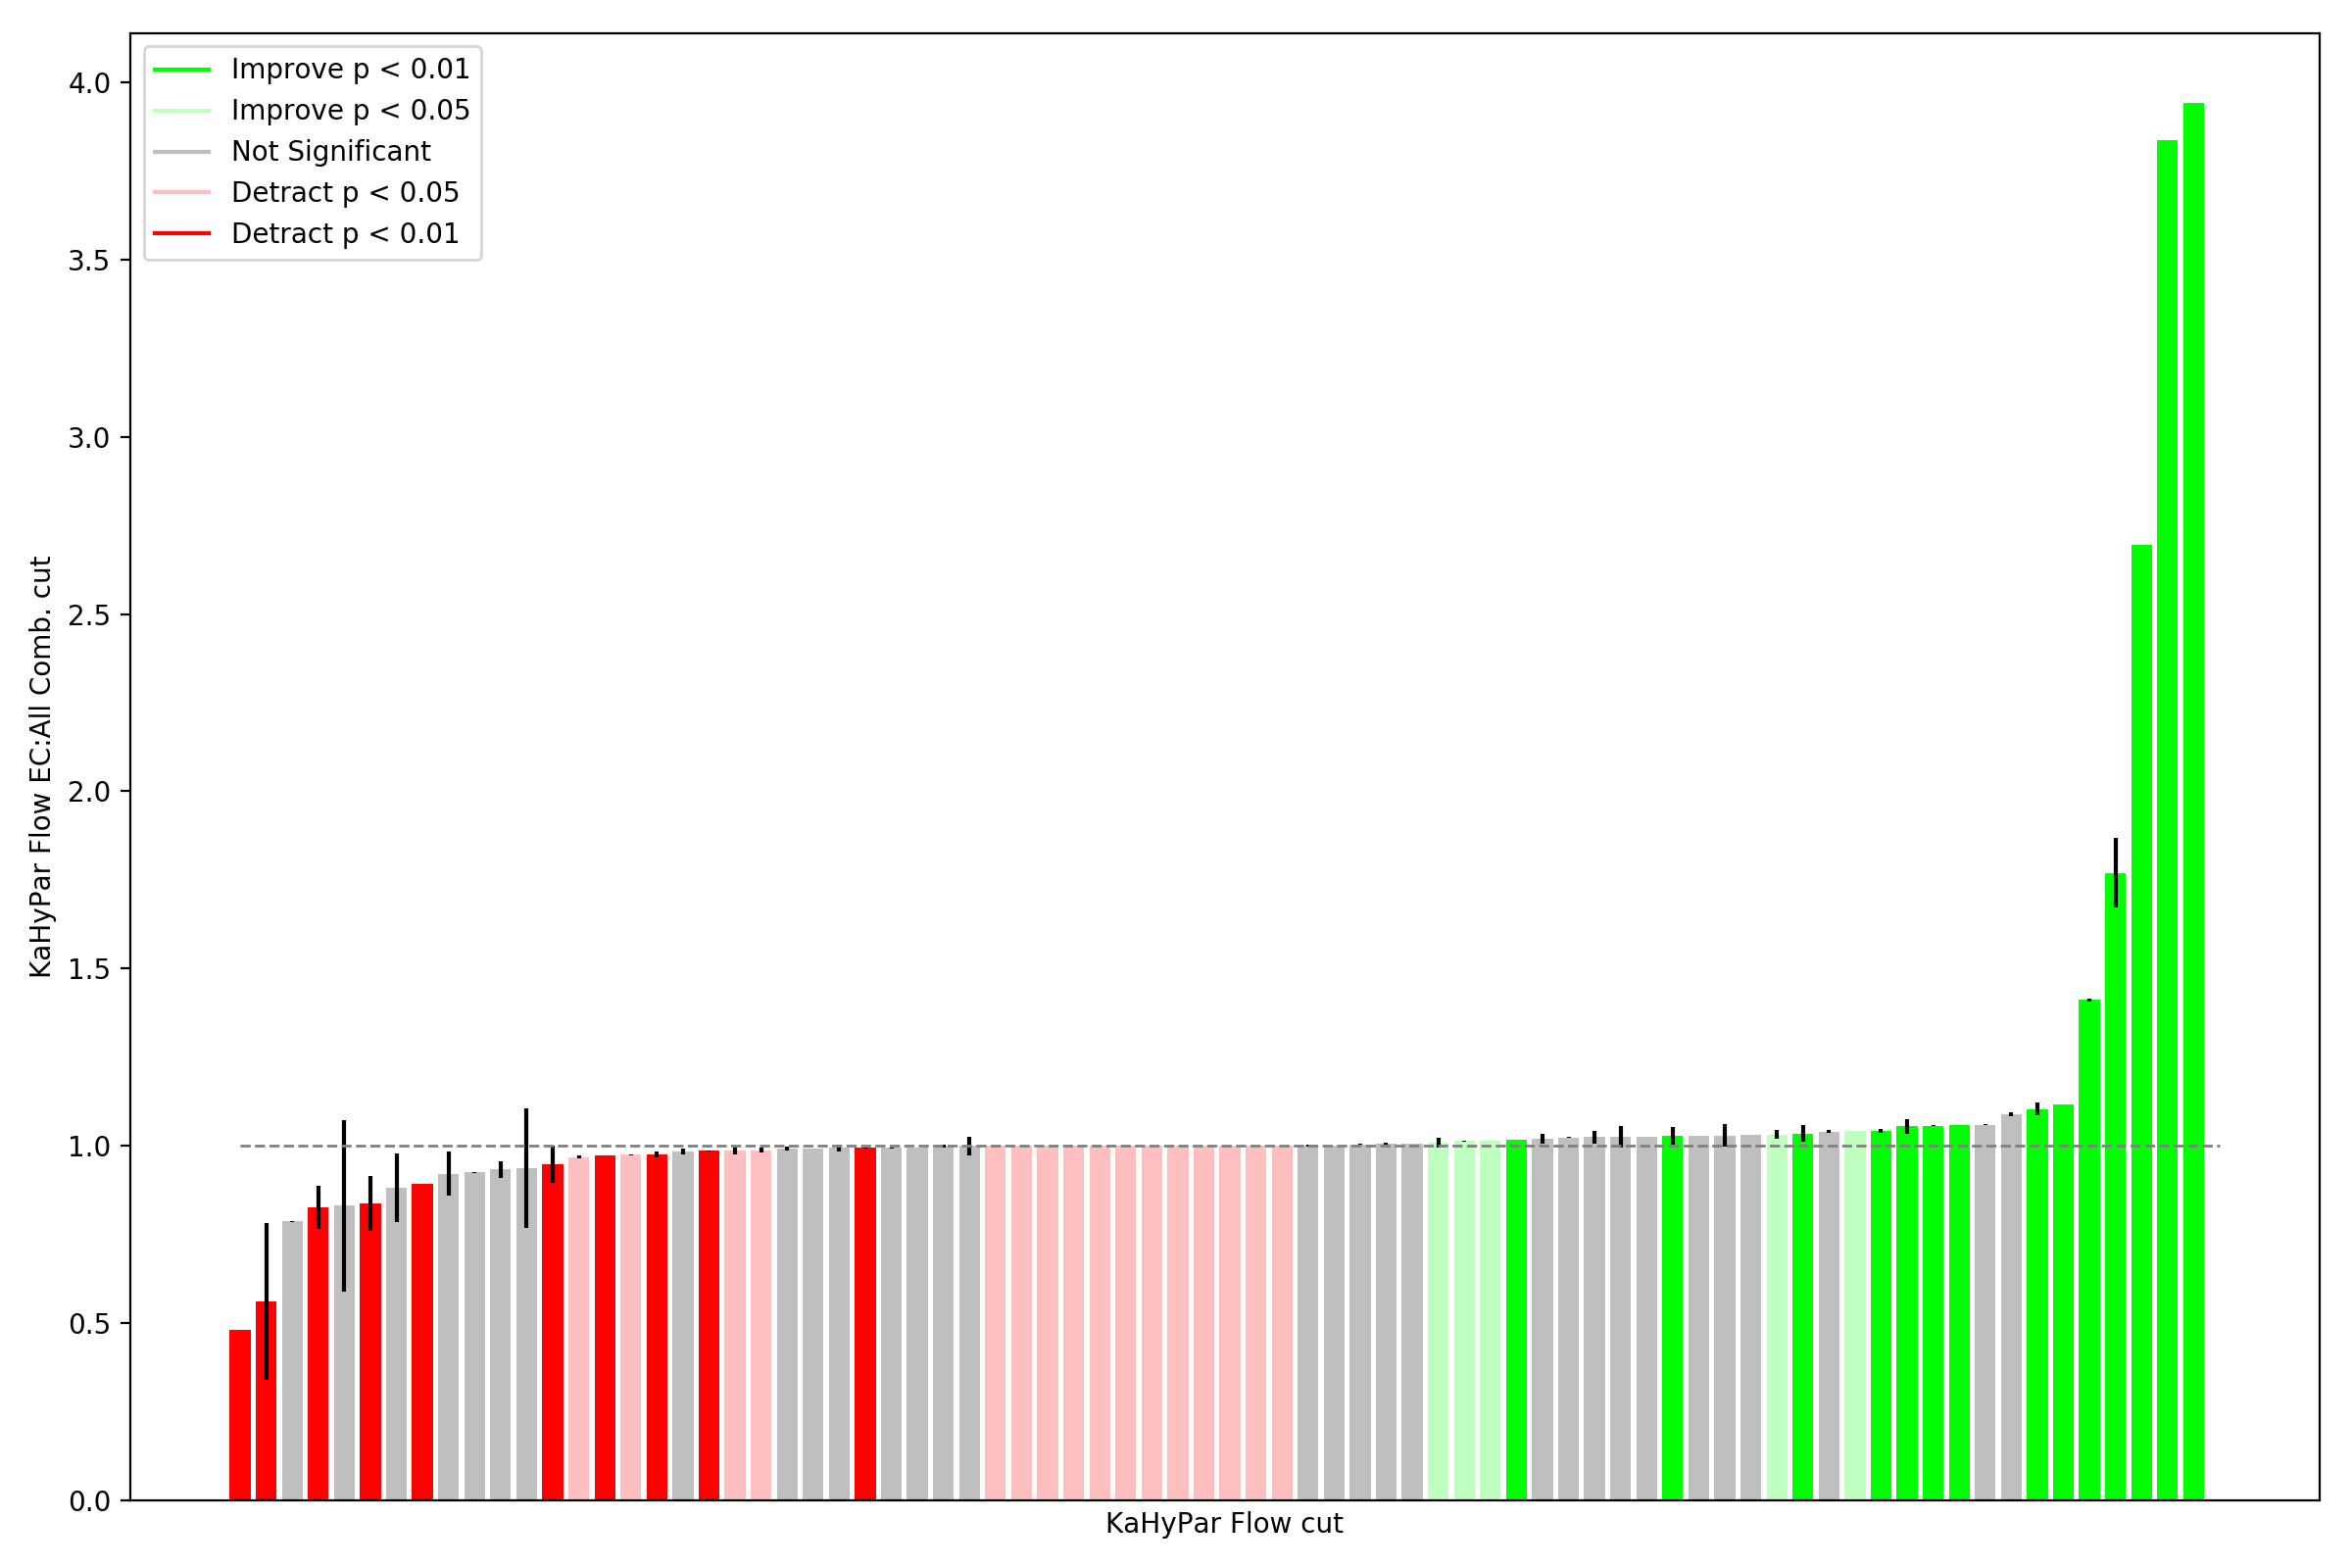 Improve p < 0.01
Improve p < 0.05
Not Significant
Detract p < 0.05
Detract p < 0.01
4.0
3.5
3.0
2.5
2.0
1.5
1.0
0.5
0.0
KaHyPar Flow EC:All Comb. cut
KaHyPar Flow cut